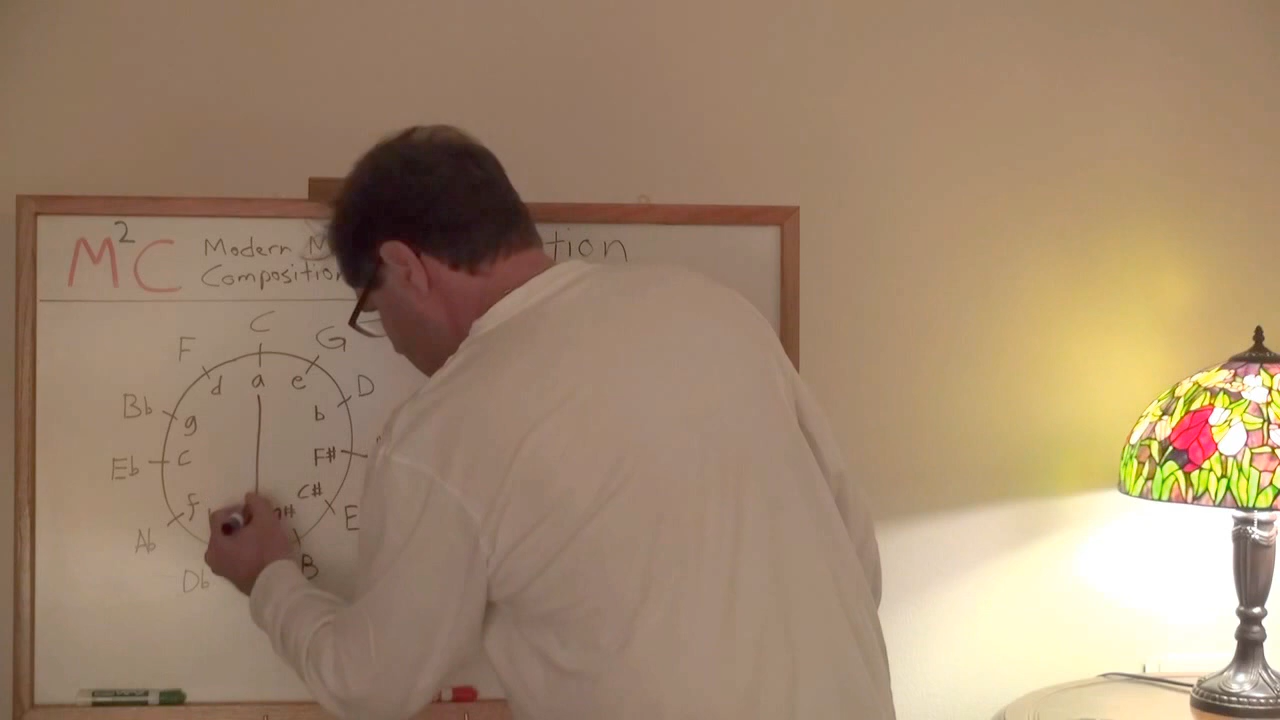 M²C
Modern
Composition
tion
C
F
G
d
a
e
D
Bb
b
g
Eb
c
F#
C#
f
E
Ab
B
Db